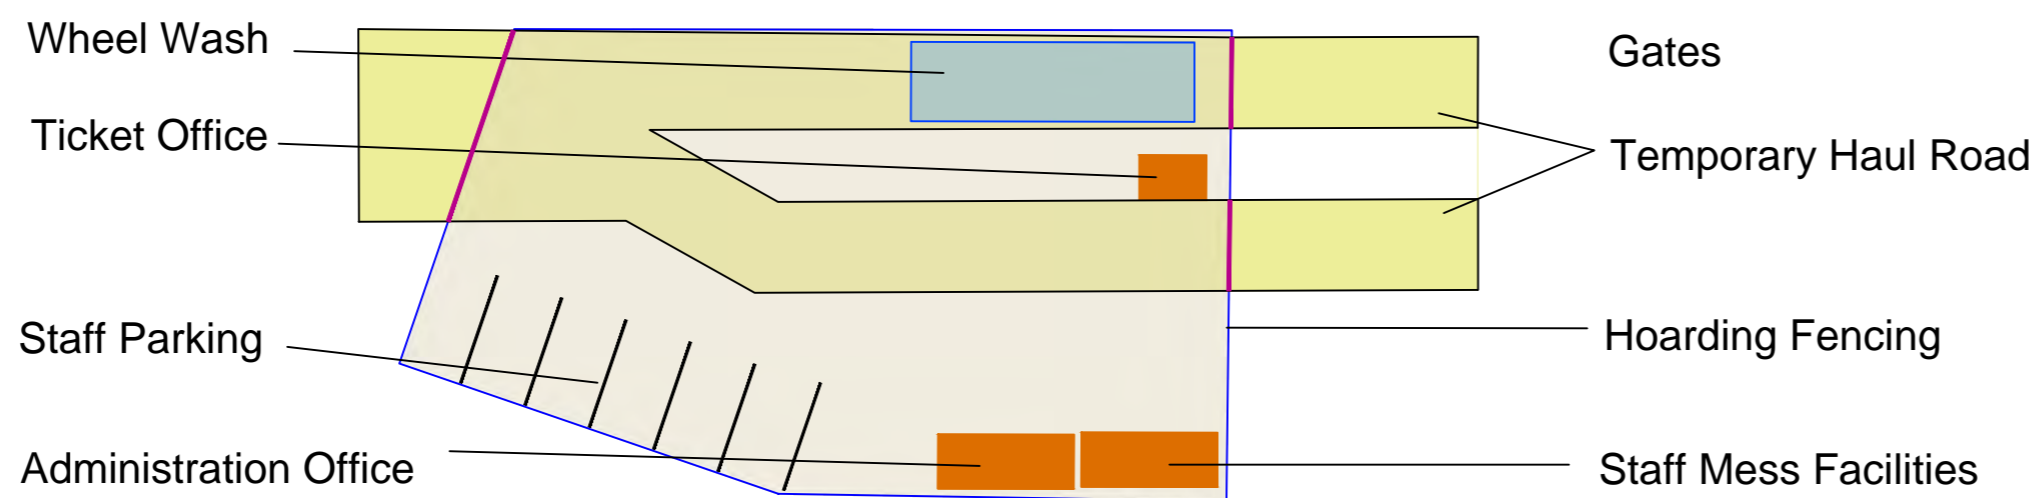 Wheel Wash
Gates
Ticket Office
Temporary Haul Road
Staff Parking
Hoarding Fencing
Administration Office
Staff Mess Facilities